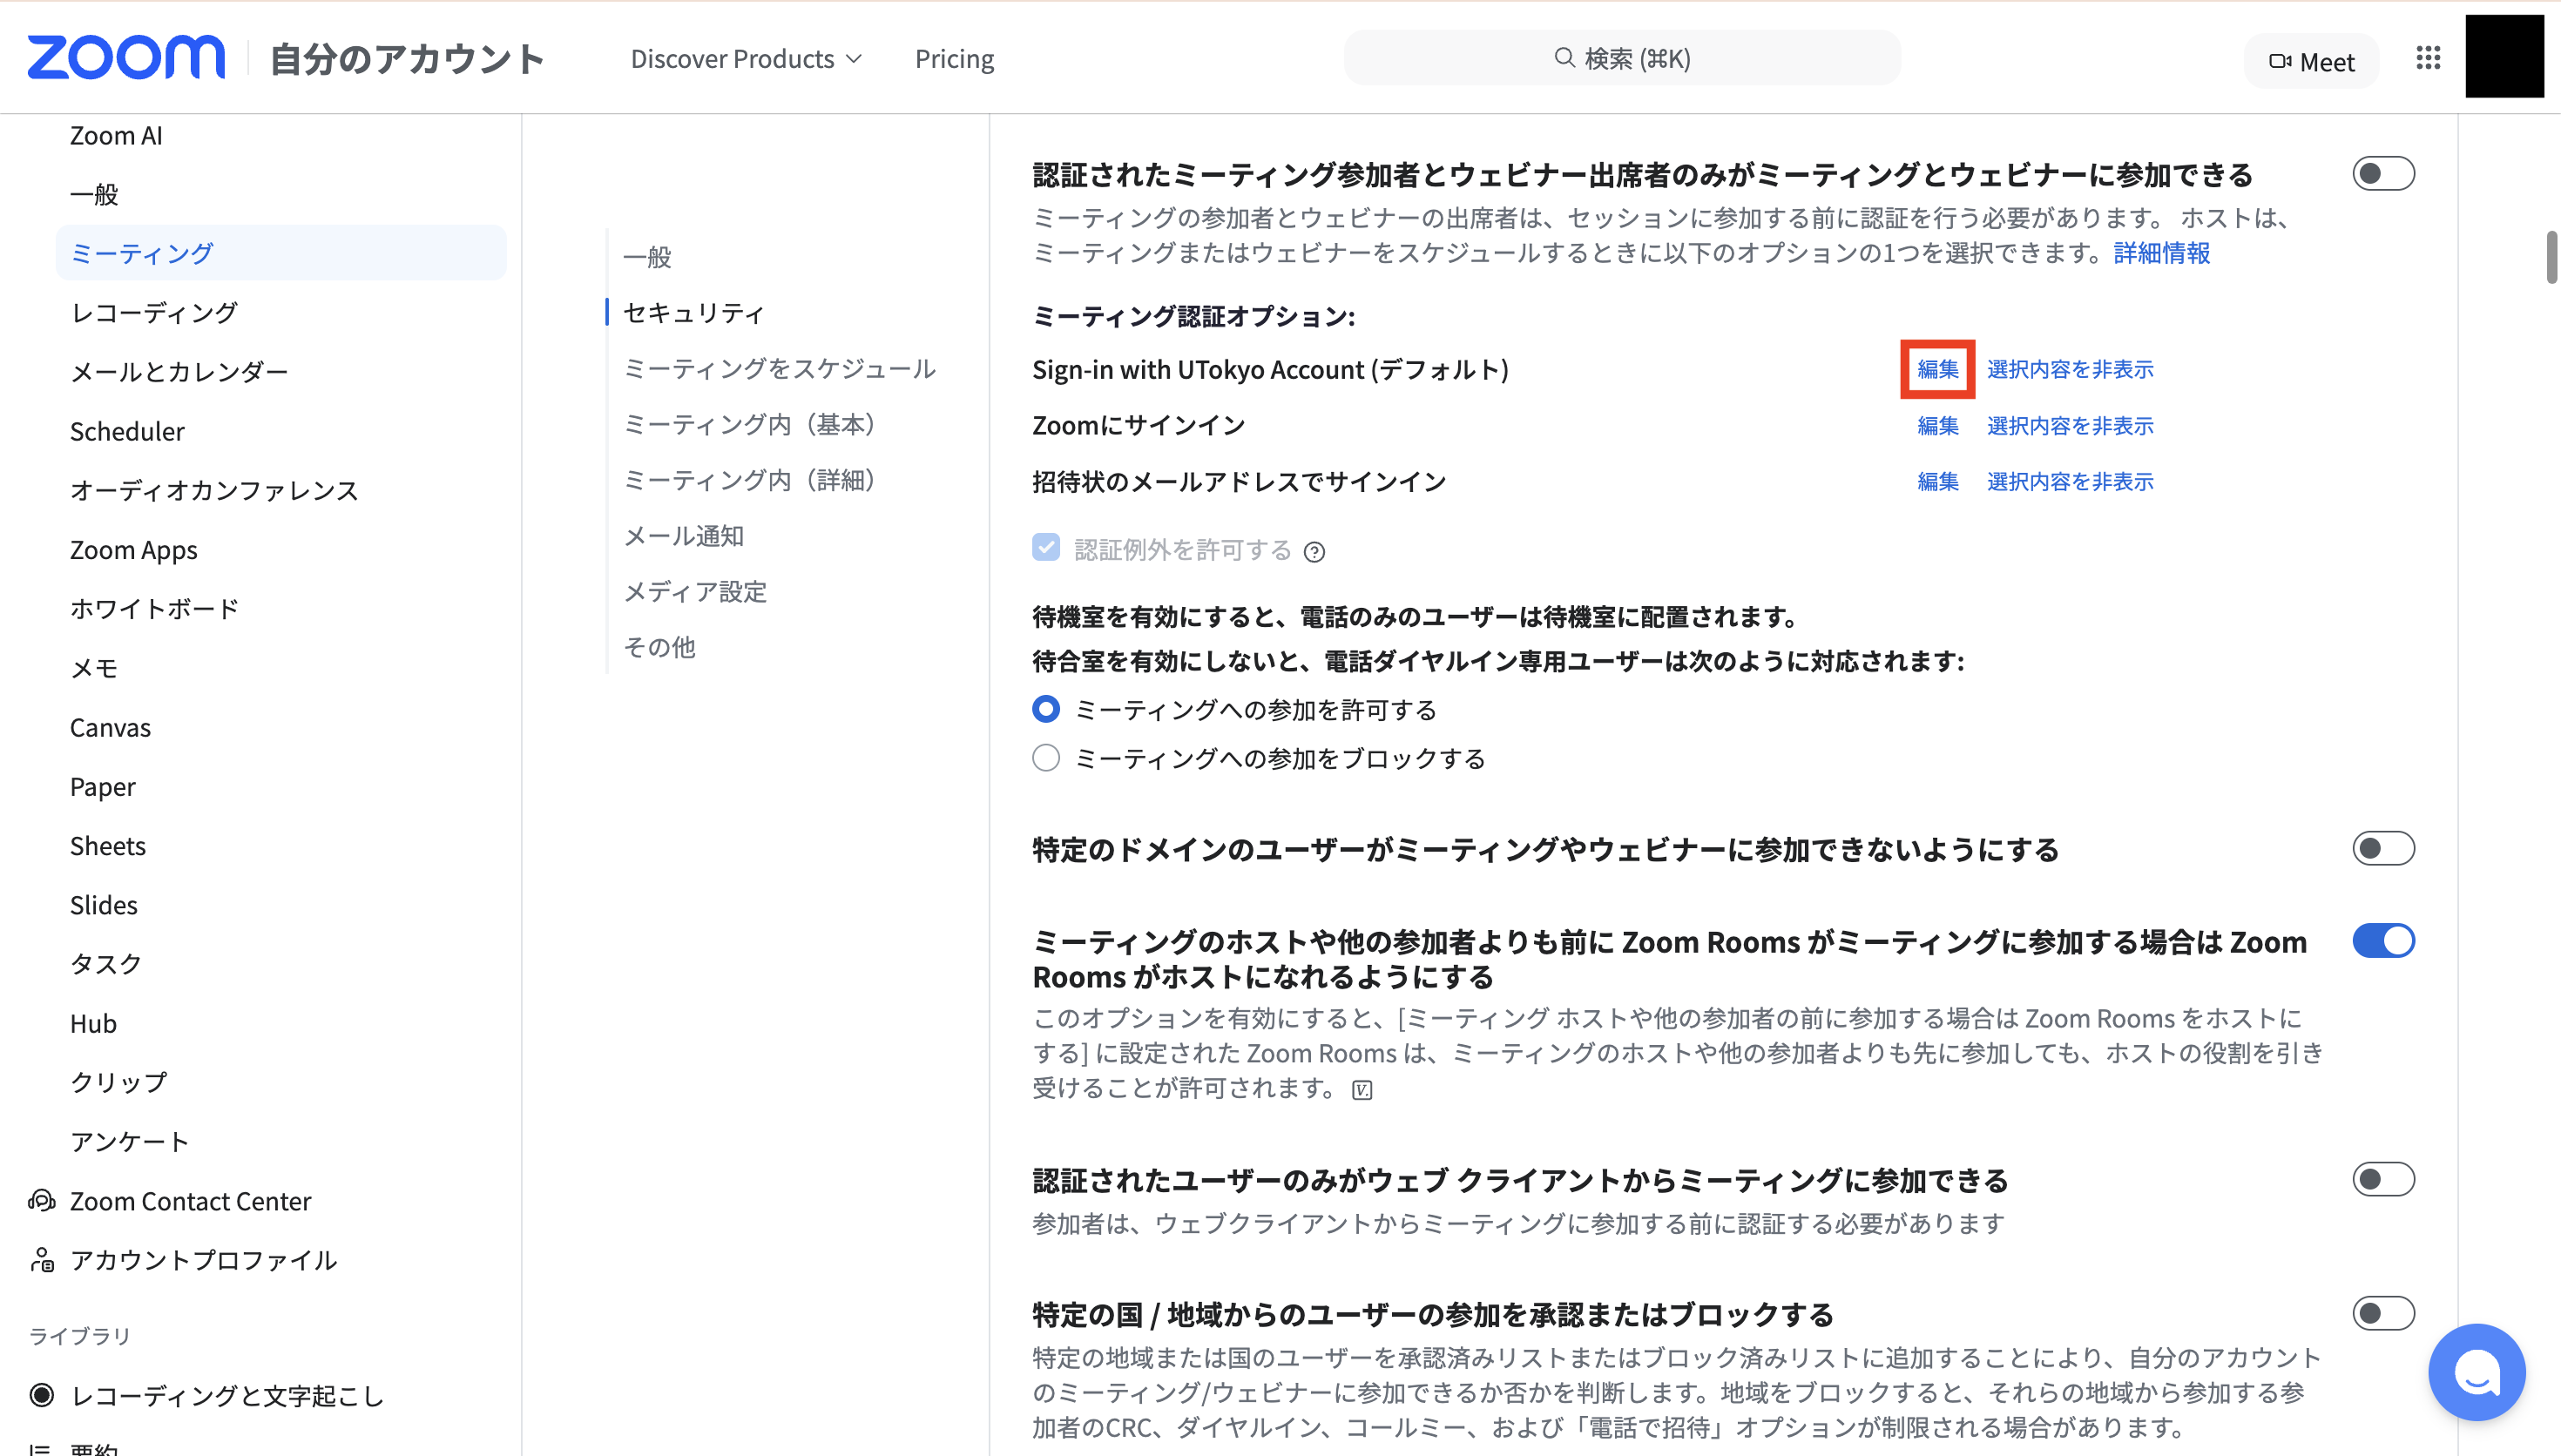 zoom 自分のアカウント Discover Products Pricing 検索 (⌘K) Meet
Zoom AI
一般
ミーティング
レコーディング
メールとカレンダー
Scheduler
オーディオカンファレンス
Zoom Apps
ホワイトボード
メモ
Canvas
Paper
Sheets
Slides
タスク
Hub
クリップ
アンケート
Zoom Contact Center
アカウントプロファイル
ライブラリ
レコーディングと文字起こし
要約
一般
セキュリティ
ミーティングをスケジュール
ミーティング内（基本）
ミーティング内（詳細）
メール通知
メディア設定
その他
認証されたミーティング参加者とウェビナー出席者のみがミーティングとウェビナーに参加できる
ミーティングの参加者とウェビナーの出席者は、セッションに参加する前に認証を行う必要があります。 ホストは、
ミーティングまたはウェビナーをスケジュールするときに以下のオプションの1つを選択できます。詳細情報
ミーティング認証オプション:
Sign-in with UTokyo Account (デフォルト) 編集 選択内容を非表示
Zoomにサインイン 編集 選択内容を非表示
招待状のメールアドレスでサインイン 編集 選択内容を非表示
認証例外を許可する
待機室を有効にすると、電話のみのユーザーは待機室に配置されます。
待合室を有効にしないと、電話ダイヤルイン専用ユーザーは次のように対応されます:
ミーティングへの参加を許可する
ミーティングへの参加をブロックする
特定のドメインのユーザーがミーティングやウェビナーに参加できないようにする
ミーティングのホストや他の参加者よりも前に Zoom Rooms がミーティングに参加する場合は Zoom
Rooms がホストになれるようにする
このオプションを有効にすると、[ミーティング ホストや他の参加者の前に参加する場合は Zoom Rooms をホストに
する] に設定された Zoom Rooms は、ミーティングのホストや他の参加者よりも先に参加しても、ホストの役割を引き
受けることが許可されます。
認証されたユーザーのみがウェブ クライアントからミーティングに参加できる
参加者は、ウェブクライアントからミーティングに参加する前に認証する必要があります
特定の国 / 地域からのユーザーの参加を承認またはブロックする
特定の地域または国のユーザーを承認済みリストまたはブロック済みリストに追加することにより、自分のアカウント
のミーティング/ウェビナーに参加できるか否かを判断します。地域をブロックすると、それらの地域から参加する参
加者のCRC、ダイヤルイン、コールミー、および「電話で招待」オプションが制限される場合があります。